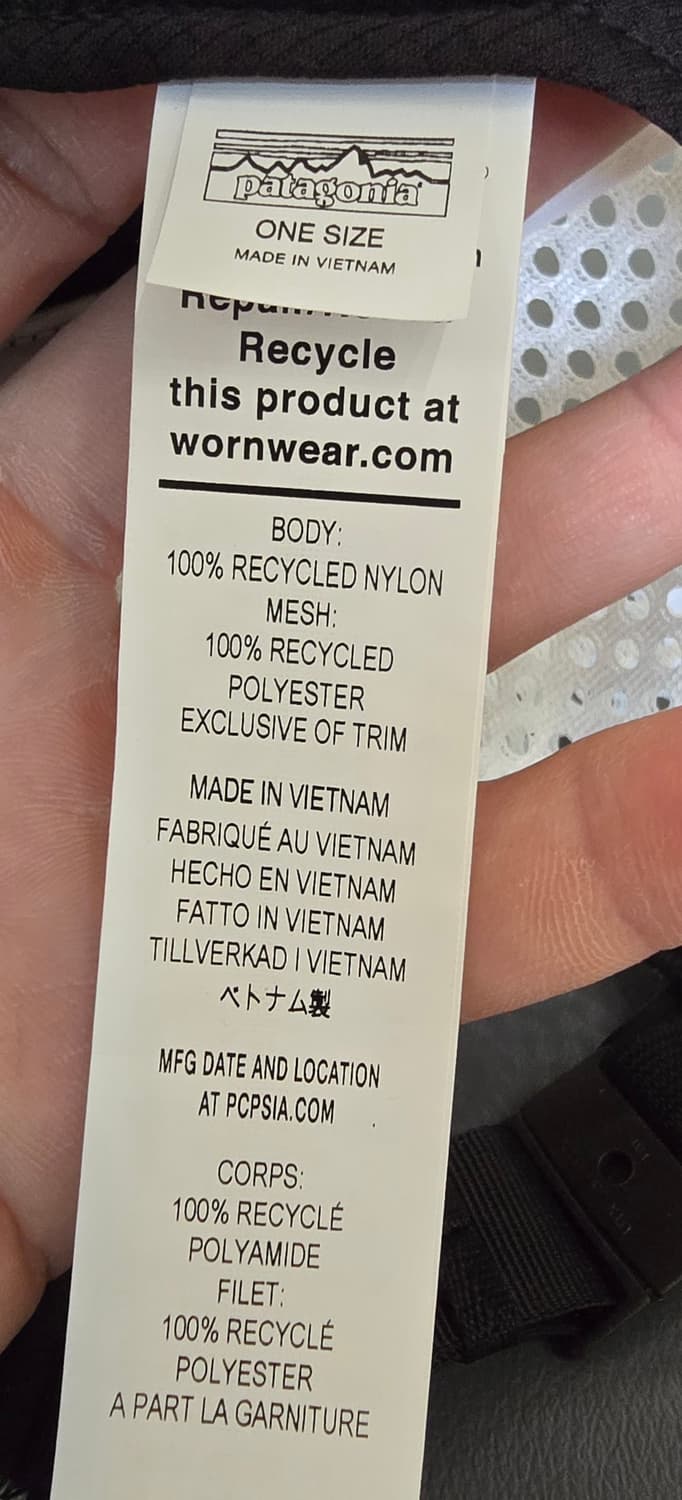 patagonia
ONE SIZE
MADE IN VIETNAM
Recycle
this product at
wornwear.com
BODY:
100% RECYCLED NYLON
MESH:
100% RECYCLED
POLYESTER
EXCLUSIVE OF TRIM
MADE IN VIETNAM
FABRIQUÉ AU VIETNAM
HECHO EN VIETNAM
FATTO IN VIETNAM
TILLVERKAD I VIETNAM
ベトナム製
MFG DATE AND LOCATION
AT PCPSIA.COM
CORPS:
100% RECYCLÉ
POLYAMIDE
FILET:
100% RECYCLÉ
POLYESTER
A PART LA GARNITURE